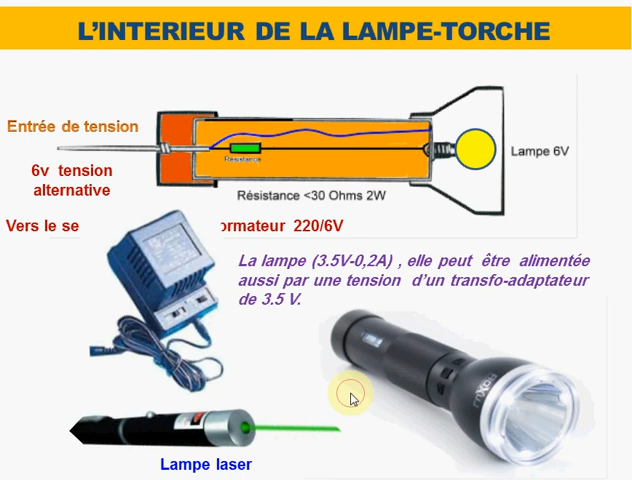 L'INTERIEUR DE LA LAMPE-TORCHE
Entrée de tension
6v tension
alternative
Résistance
Lampe 6V
Résistance <30 Ohms 2W
Vers le se
ormateur 220/6V
La lampe (3.5V-0,2A) , elle peut être alimentée
aussi par une tension d'un transfo-adaptateur
de 3.5 V.
Lampe laser